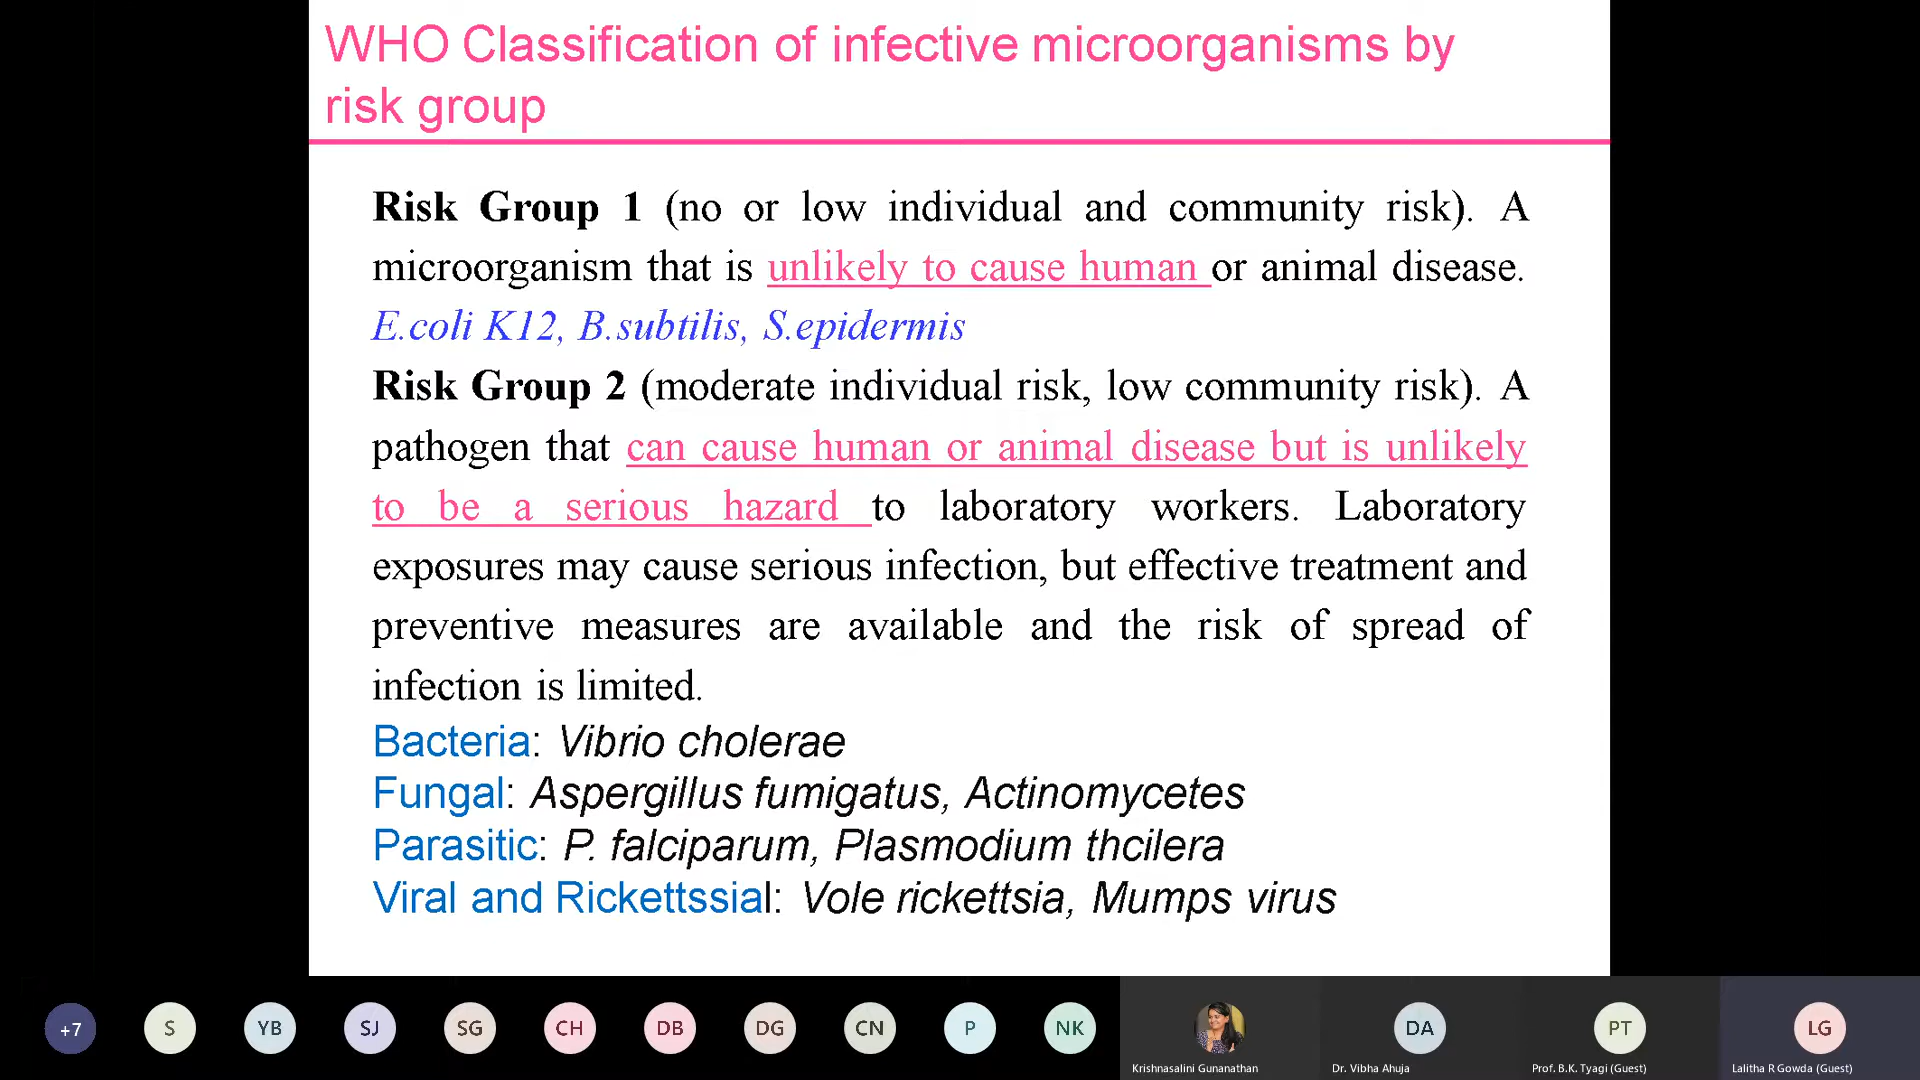 WHO Classification of infective microorganisms by
risk group
Risk Group 1 (no or low individual and community risk). A
microorganism that is unlikely to cause human or animal disease.
E.coli K12, B.subtilis, S.epidermis
Risk Group 2 (moderate individual risk, low community risk). A
pathogen that can cause human or animal disease but is unlikely
to be a serious hazard to laboratory workers. Laboratory
exposures may cause serious infection, but effective treatment and
preventive measures are available and the risk of spread of
infection is limited.
Bacteria: Vibrio cholerae
Fungal: Aspergillus fumigatus, Actinomycetes
Parasitic: P. falciparum, Plasmodium thcilera
Viral and Rickettssial: Vole rickettsia, Mumps virus
+7 S YB SJ SG CH DB DG CN P NK DA PT LG
Krishnasalini Gunanathan Dr. Vibha Ahuja Prof. B.K. Tyagi (Guest) Lalitha R Gowda (Guest)